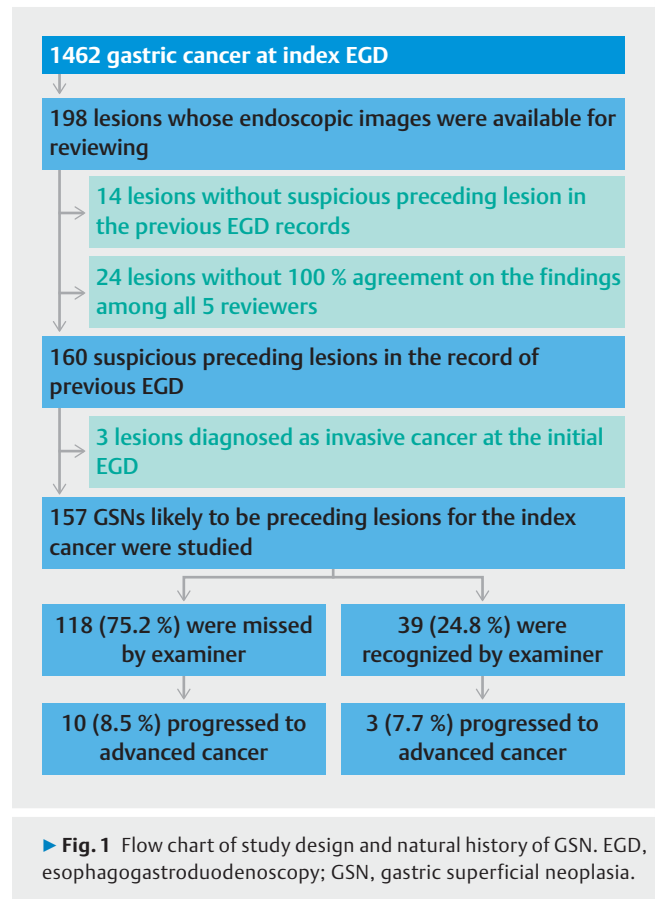 1462 gastric cancer at index EGD
198 lesions whose endoscopic images were available for
reviewing
14 lesions without suspicious preceding lesion in
the previous EGD records
24 lesions without 100 % agreement on the findings
among all 5 reviewers
160 suspicious preceding lesions in the record of
previous EGD
3 lesions diagnosed as invasive cancer at the initial
EGD
157 GSNs likely to be preceding lesions for the index
cancer were studied
118 (75.2 %) were missed
by examiner
39 (24.8 %) were
recognized by examiner
10 (8.5 %) progressed to
advanced cancer
3 (7.7 %) progressed to
advanced cancer
▶ Fig. 1 Flow chart of study design and natural history of GSN. EGD,
esophagogastroduodenoscopy; GSN, gastric superficial neoplasia.